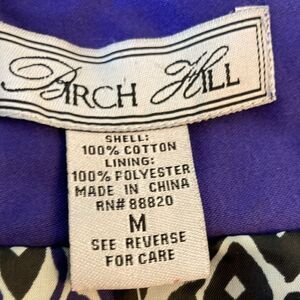 BIRCH HILL
SHELL:
100% COTTON
LINING:
100% POLYESTER
MADE IN CHINA
RN# 88820
M
SEE REVERSE
FOR CARE